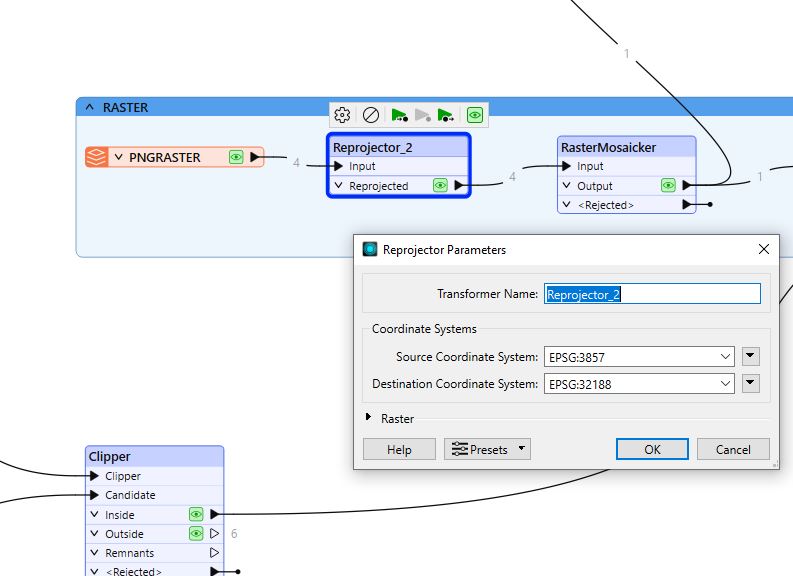 1
RASTER
PNGRASTER
4
Reprojector_2
Input
Reprojected
4
RasterMosaicker
Input
Output
<Rejected>
1
Reprojector Parameters
Transformer Name: Reprojector_2
Coordinate Systems
Source Coordinate System: EPSG:3857
Destination Coordinate System: EPSG:32188
Raster
Help
Presets
OK
Cancel
Clipper
Clipper
Candidate
Inside
Outside
6
Remnants
<Rejected>